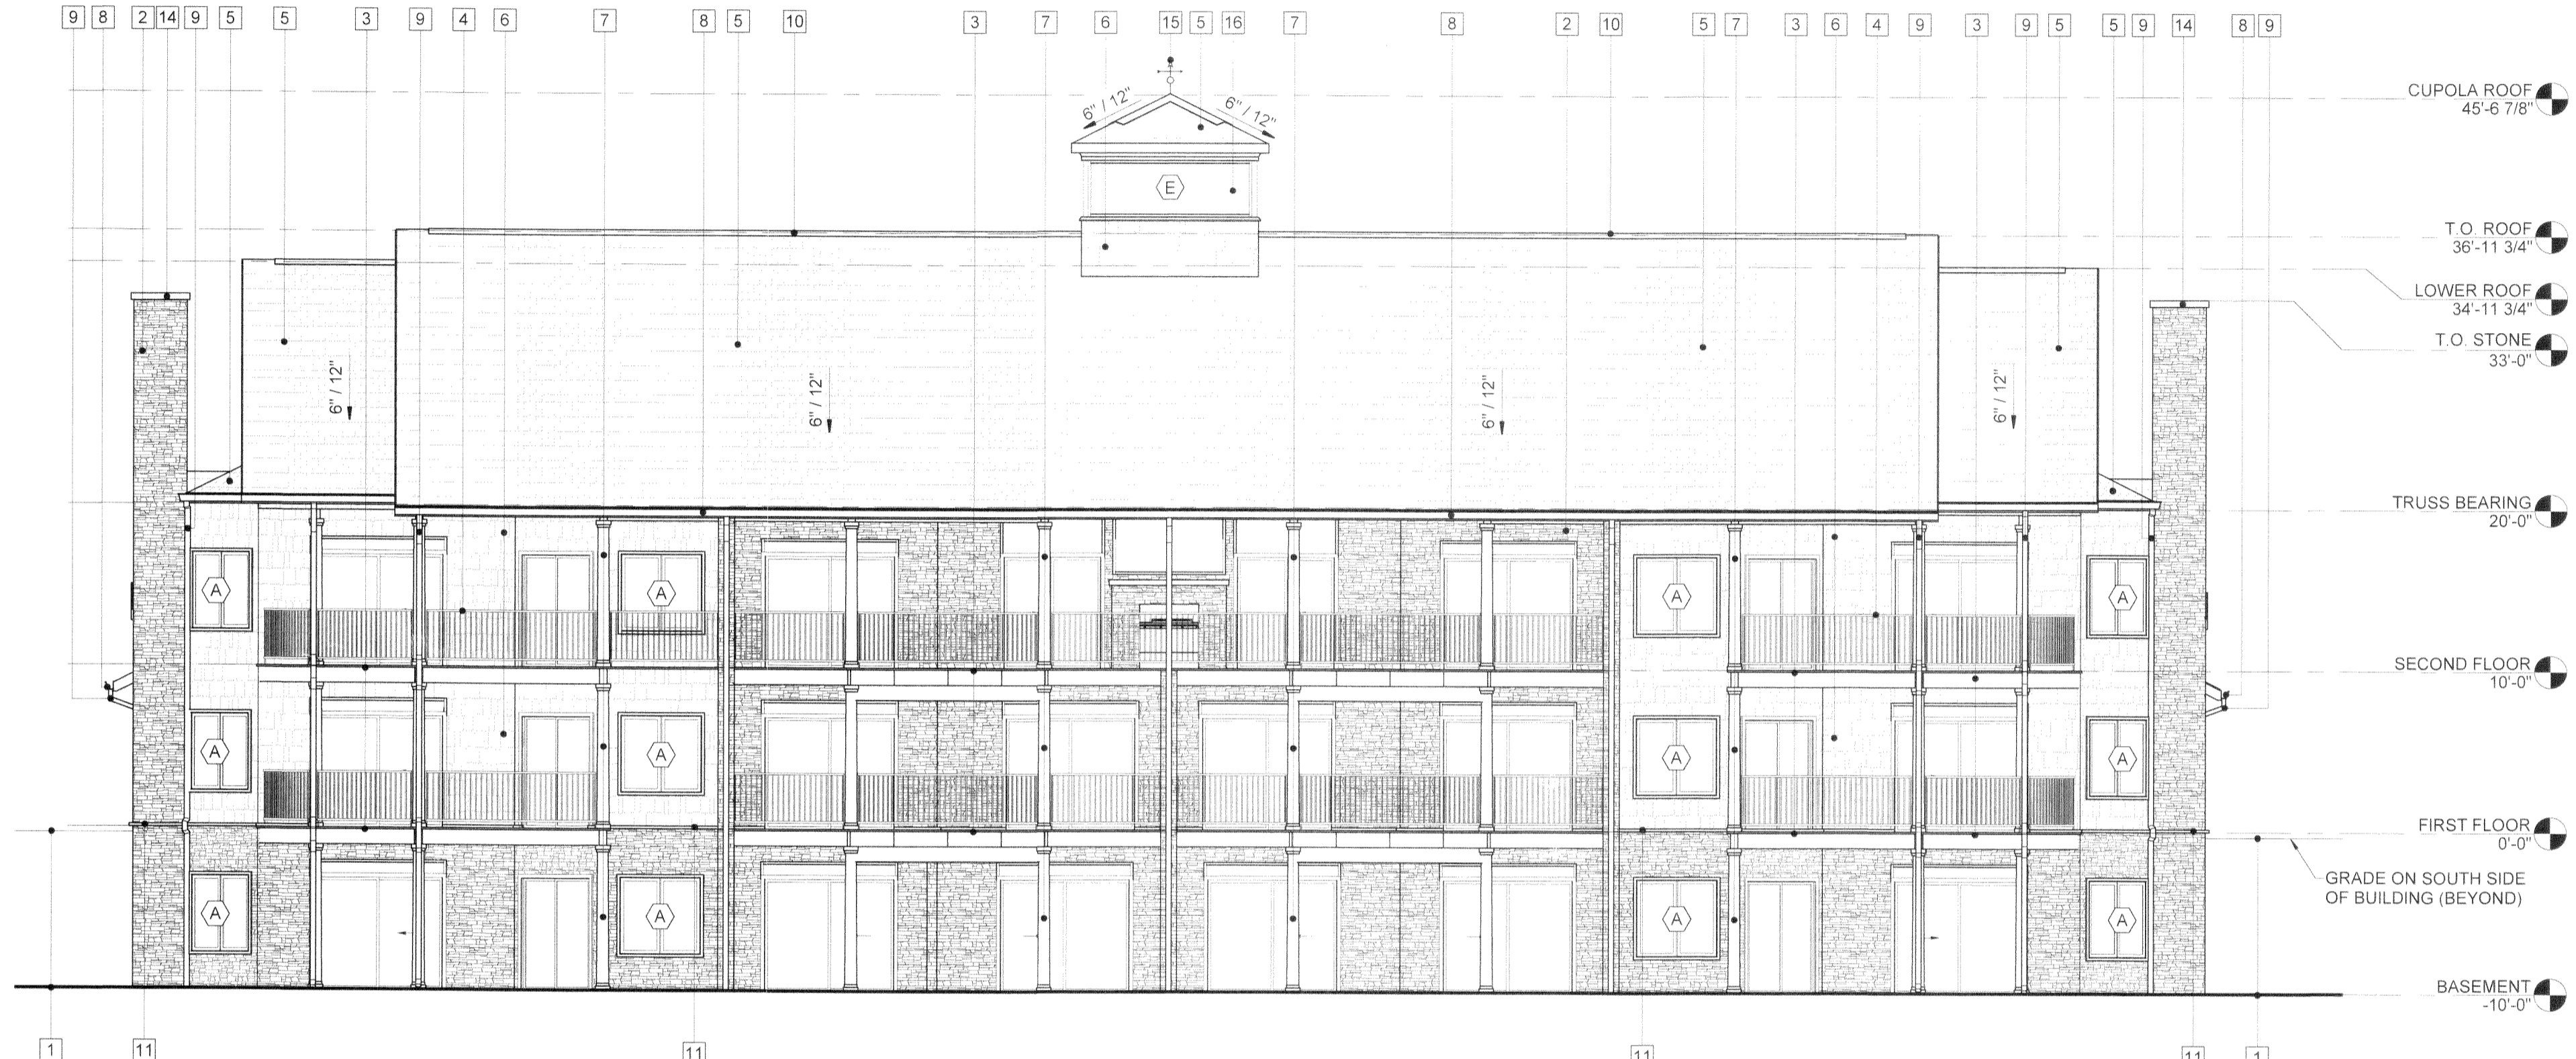 9 8 2 14 9 5 5 3 9 4 6 7 8 5 10 3 7 6 15 5 16 7 8 2 10 5 7 3 6 4 9 3 9 5 5 9 14 8 9
CUPOLA ROOF
45'-6 7/8"
6" / 12"
6" / 12"
E
T.O. ROOF
36'-11 3/4"
LOWER ROOF
34'-11 3/4"
T.O. STONE
33'-0"
6" / 12"
6" / 12"
6" / 12"
6" / 12"
TRUSS BEARING
20'-0"
A
A
A
A
SECOND FLOOR
10'-0"
A
A
A
A
FIRST FLOOR
0'-0"
GRADE ON SOUTH SIDE
OF BUILDING (BEYOND)
A
A
A
A
BASEMENT
-10'-0"
1 11 11 11 11 1